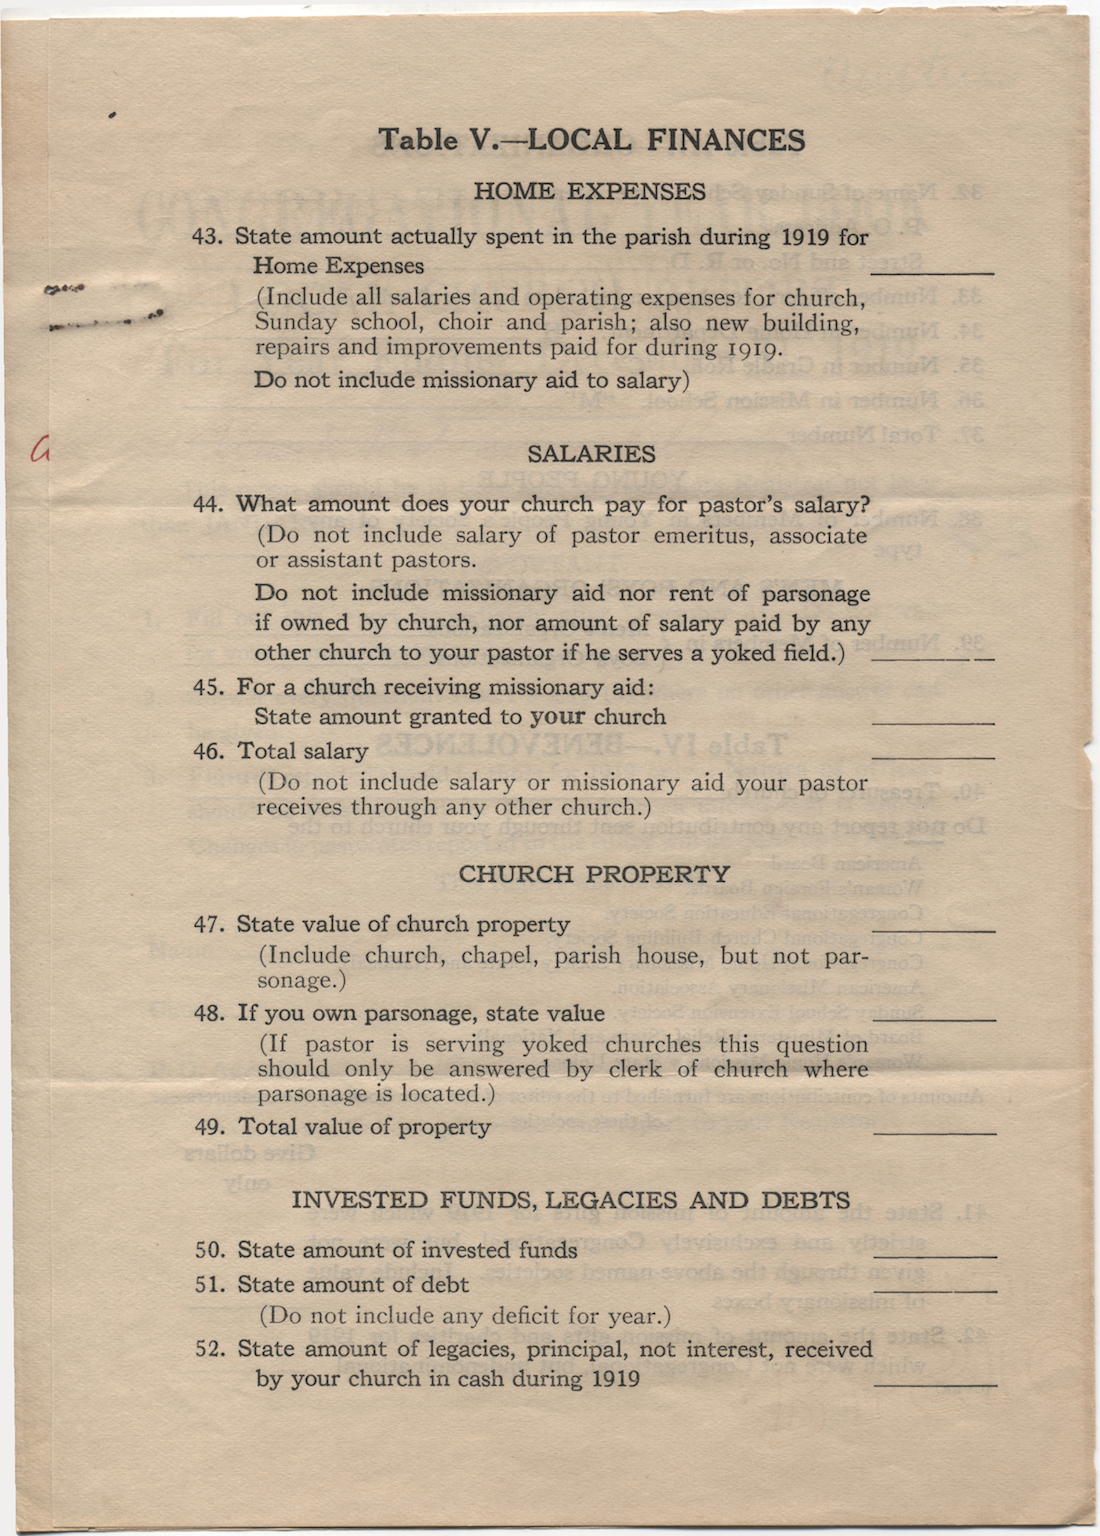 Table V.—LOCAL FINANCES
HOME EXPENSES
43. State amount actually spent in the parish during 1919 for
Home Expenses
(Include all salaries and operating expenses for church,
Sunday school, choir and parish; also new building,
repairs and improvements paid for during 1919.
Do not include missionary aid to salary)
a
SALARIES
44. What amount does your church pay for pastor's salary?
(Do not include salary of pastor emeritus, associate
or assistant pastors.
Do not include missionary aid nor rent of parsonage
if owned by church, nor amount of salary paid by any
other church to your pastor if he serves a yoked field.)
45. For a church receiving missionary aid:
State amount granted to your church
46. Total salary
(Do not include salary or missionary aid your pastor
receives through any other church.)
CHURCH PROPERTY
47. State value of church property
(Include church, chapel, parish house, but not par-
sonage.)
48. If you own parsonage, state value
(If pastor is serving yoked churches this question
should only be answered by clerk of church where
parsonage is located.)
49. Total value of property
INVESTED FUNDS, LEGACIES AND DEBTS
50. State amount of invested funds
51. State amount of debt
(Do not include any deficit for year.)
52. State amount of legacies, principal, not interest, received
by your church in cash during 1919